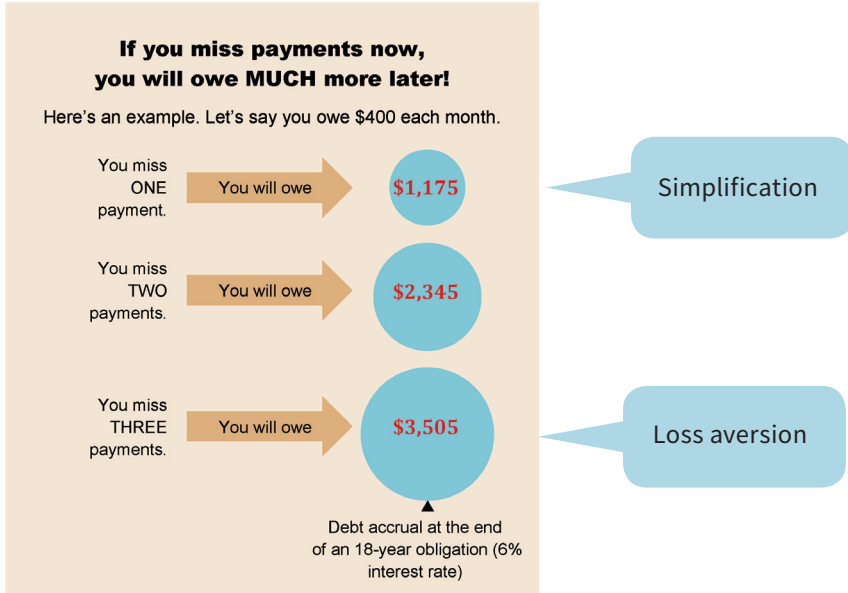 If you miss payments now,
you will owe MUCH more later!
Here's an example. Let's say you owe $400 each month.
You miss
ONE
payment.
You will owe
$1,175
Simplification
You miss
TWO
payments.
You will owe
$2,345
You miss
THREE
payments.
You will owe
$3,505
Loss aversion
Debt accrual at the end
of an 18-year obligation (6%
interest rate)